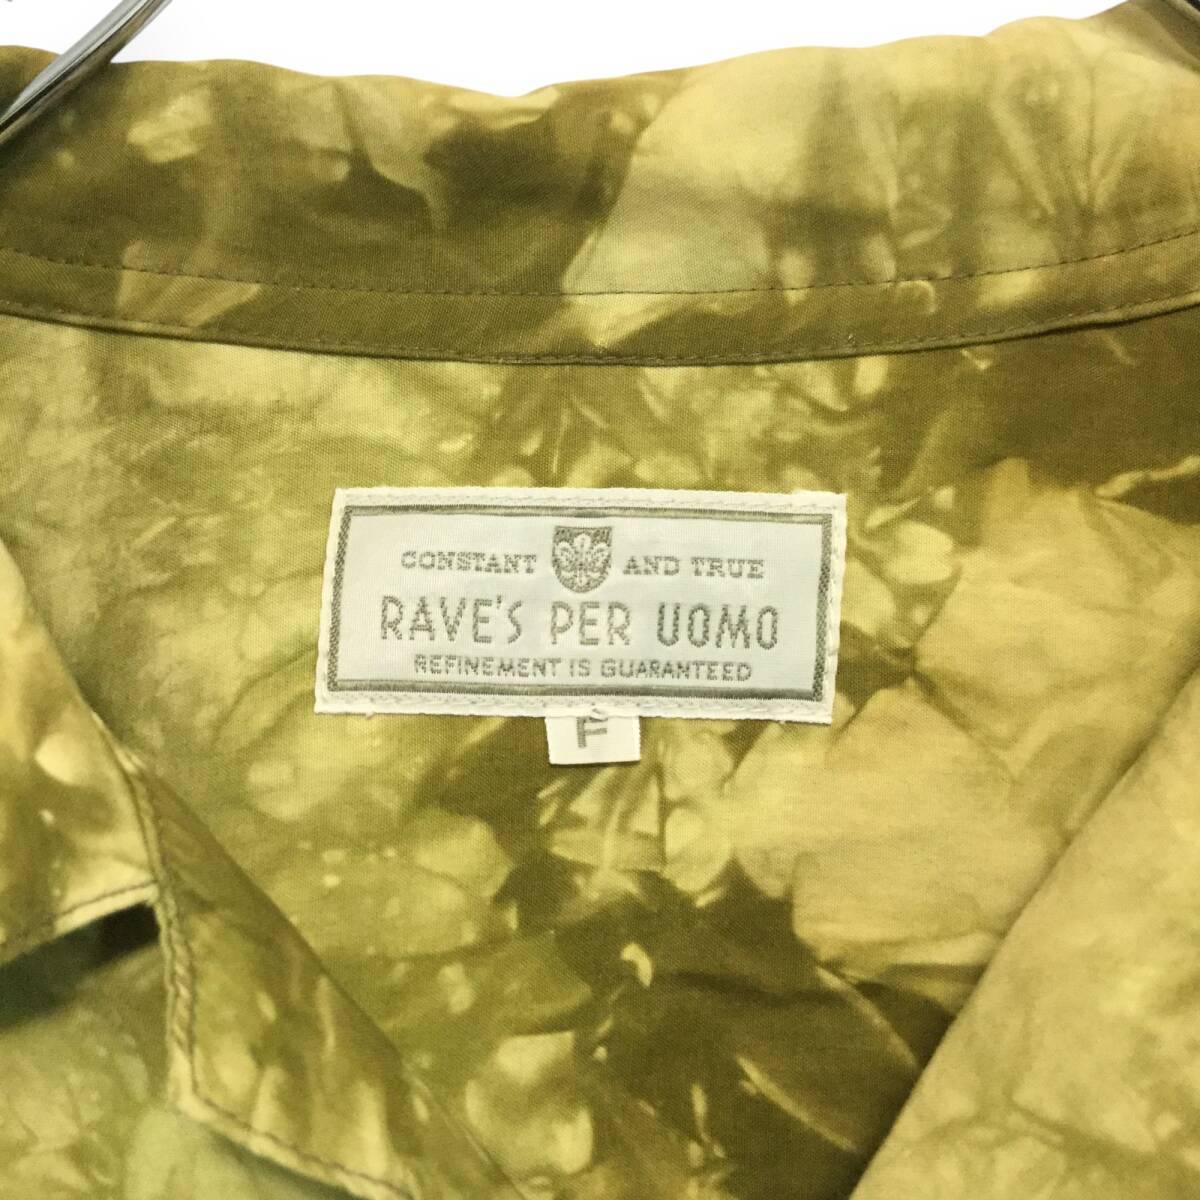 CONSTANT AND TRUE
RAVE'S PER UOMO
REFINEMENT IS GUARANTEED
F